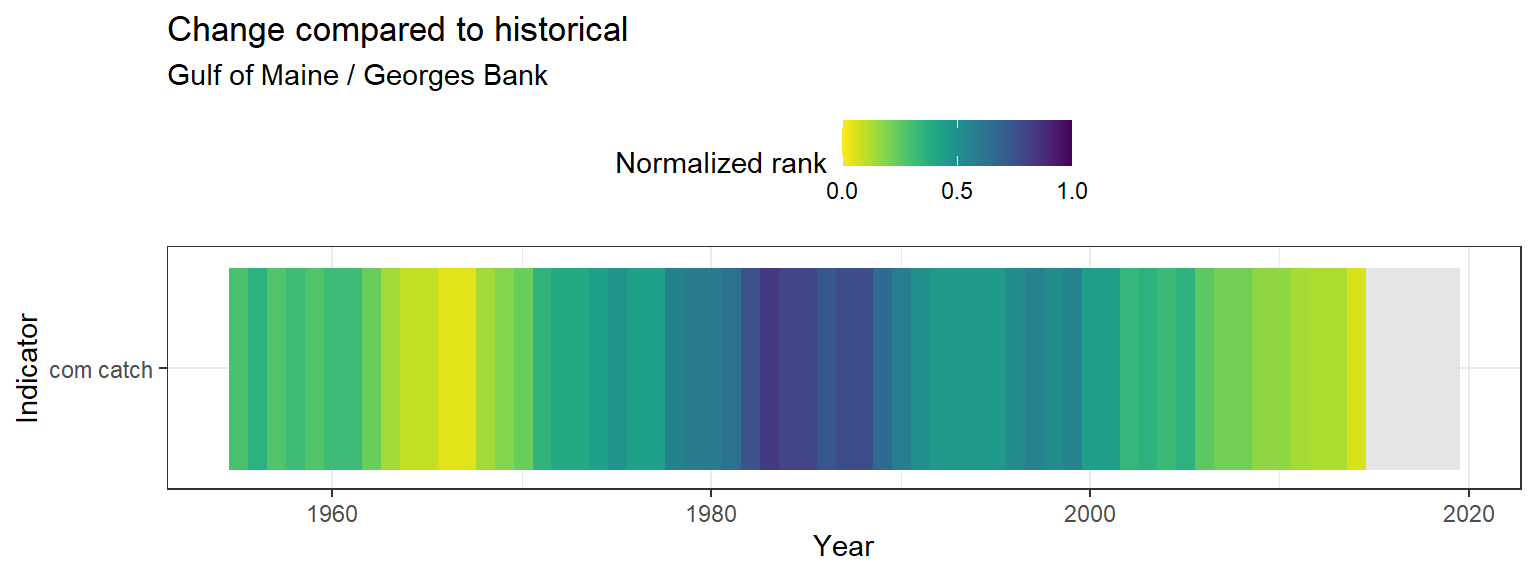 Change compared to historical
Gulf of Maine / Georges Bank
Normalized rank
0.0 0.5 1.0
Indicator
com catch
1960 1980 2000 2020
Year